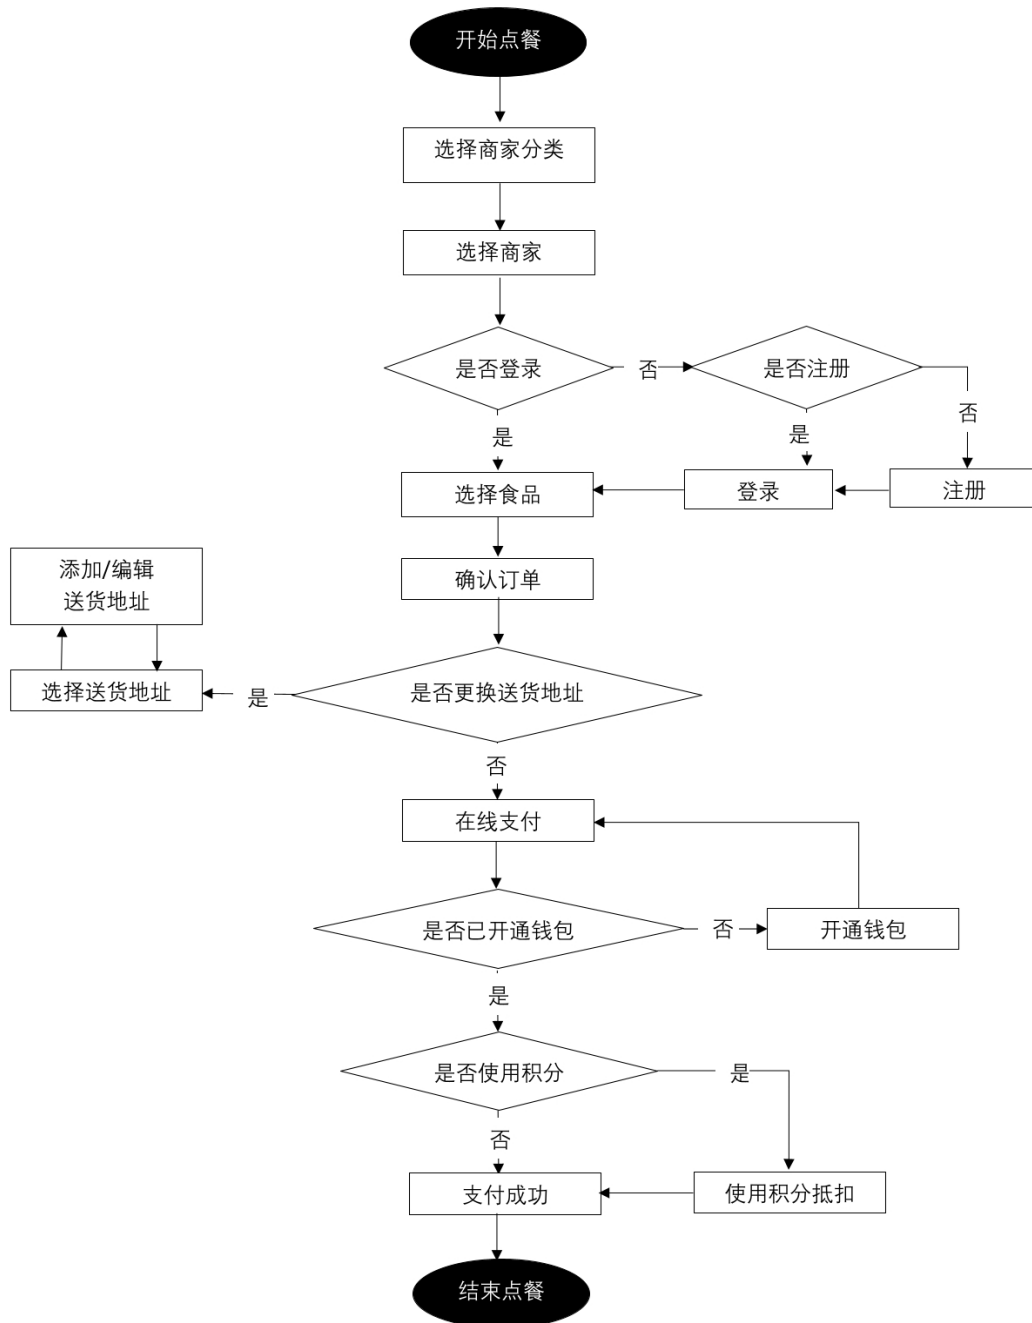 开始点餐
选择商家分类
选择商家
是否登录
否
是否注册
是
是
否
选择食品
登录
注册
添加/编辑
送货地址
确认订单
选择送货地址
是
是否更换送货地址
否
在线支付
是否已开通钱包
否
开通钱包
是
是否使用积分
是
否
支付成功
使用积分抵扣
结束点餐